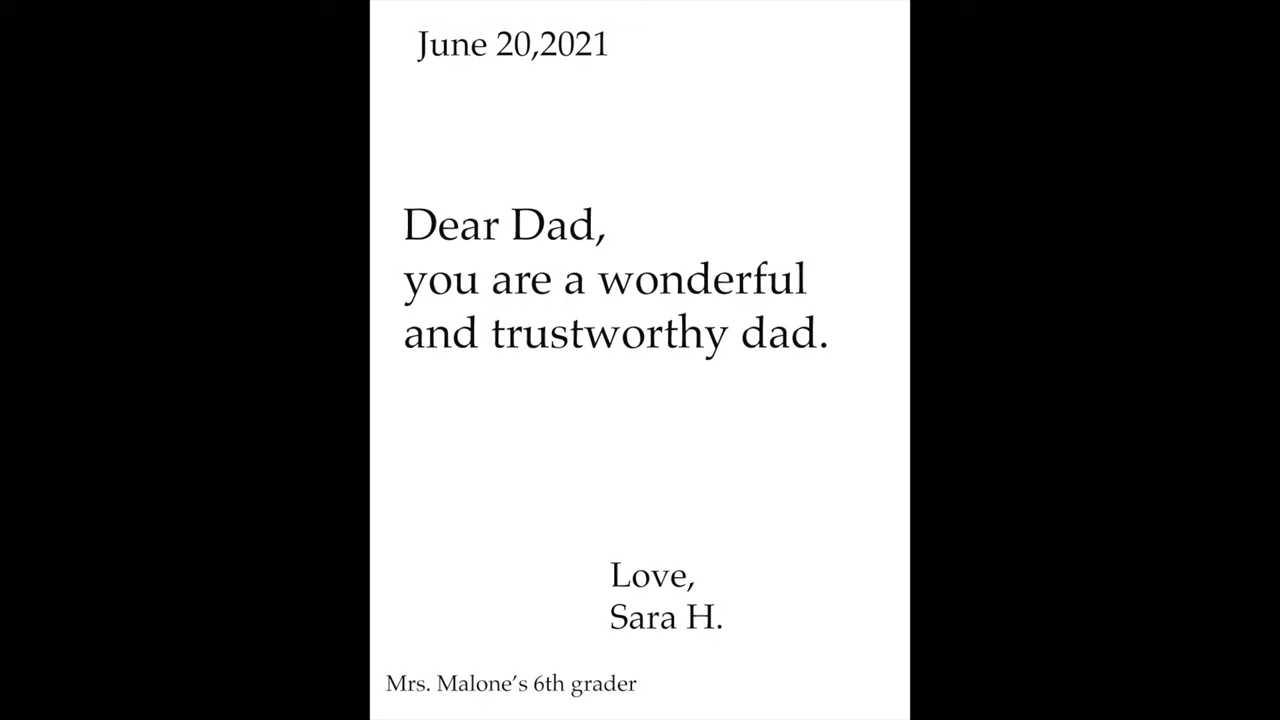 June 20,2021
Dear Dad,
you are a wonderful
and trustworthy dad.
Love,
Sara H.
Mrs. Malone’s 6th grader